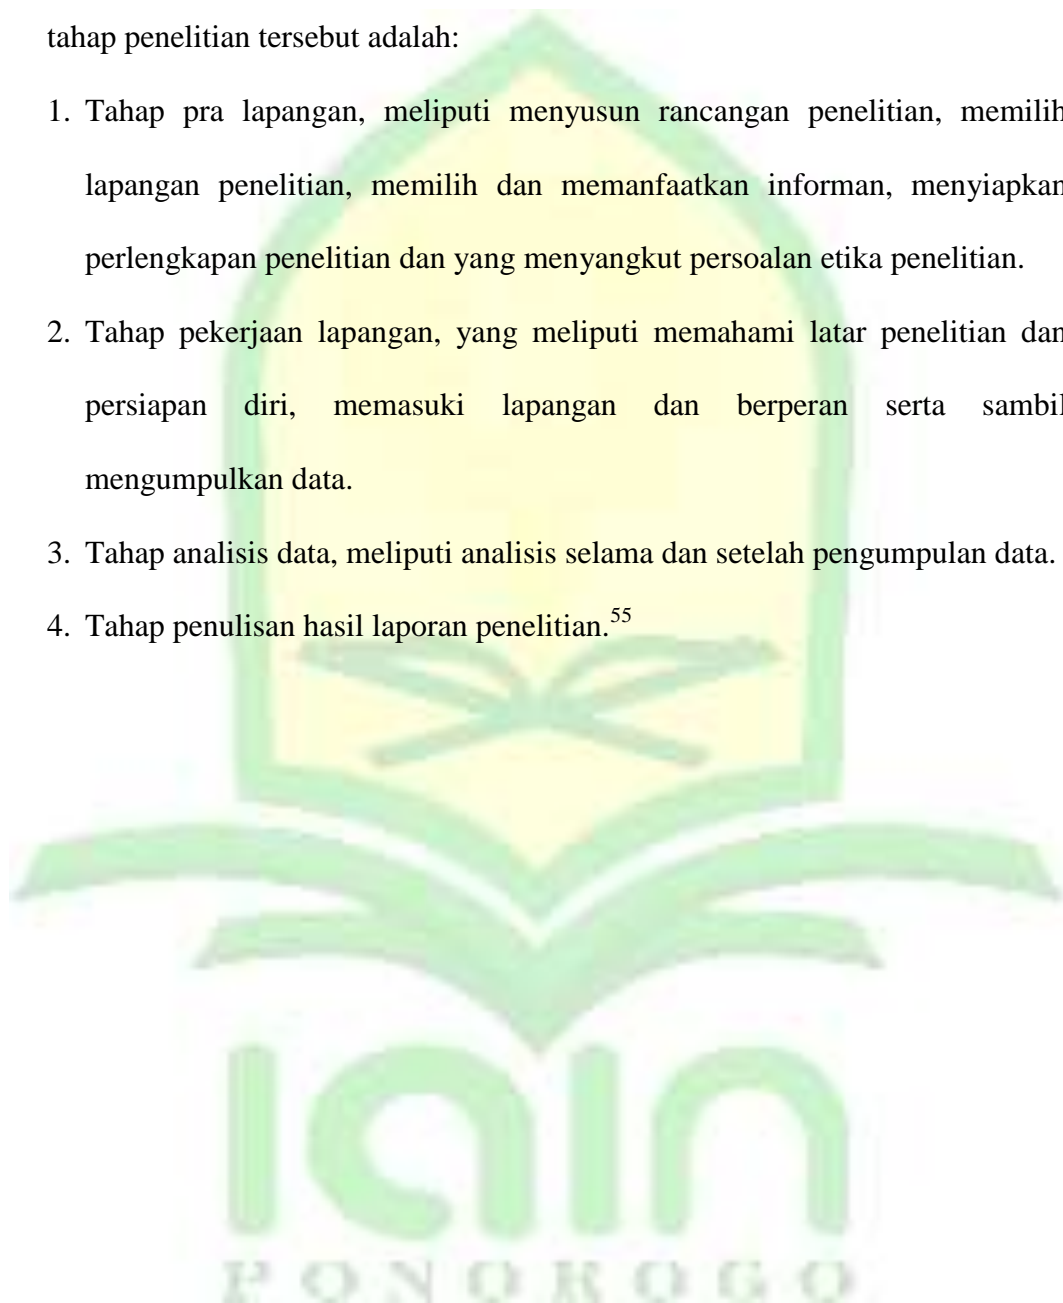 tahap penelitian tersebut adalah:
1. Tahap pra lapangan, meliputi menyusun rancangan penelitian, memilih
lapangan penelitian, memilih dan memanfaatkan informan, menyiapkan
perlengkapan penelitian dan yang menyangkut persoalan etika penelitian.
2. Tahap pekerjaan lapangan, yang meliputi memahami latar penelitian dan
persiapan diri, memasuki lapangan dan berperan serta sambil
mengumpulkan data.
3. Tahap analisis data, meliputi analisis selama dan setelah pengumpulan data.
4. Tahap penulisan hasil laporan penelitian.55
iain
PONOROGO